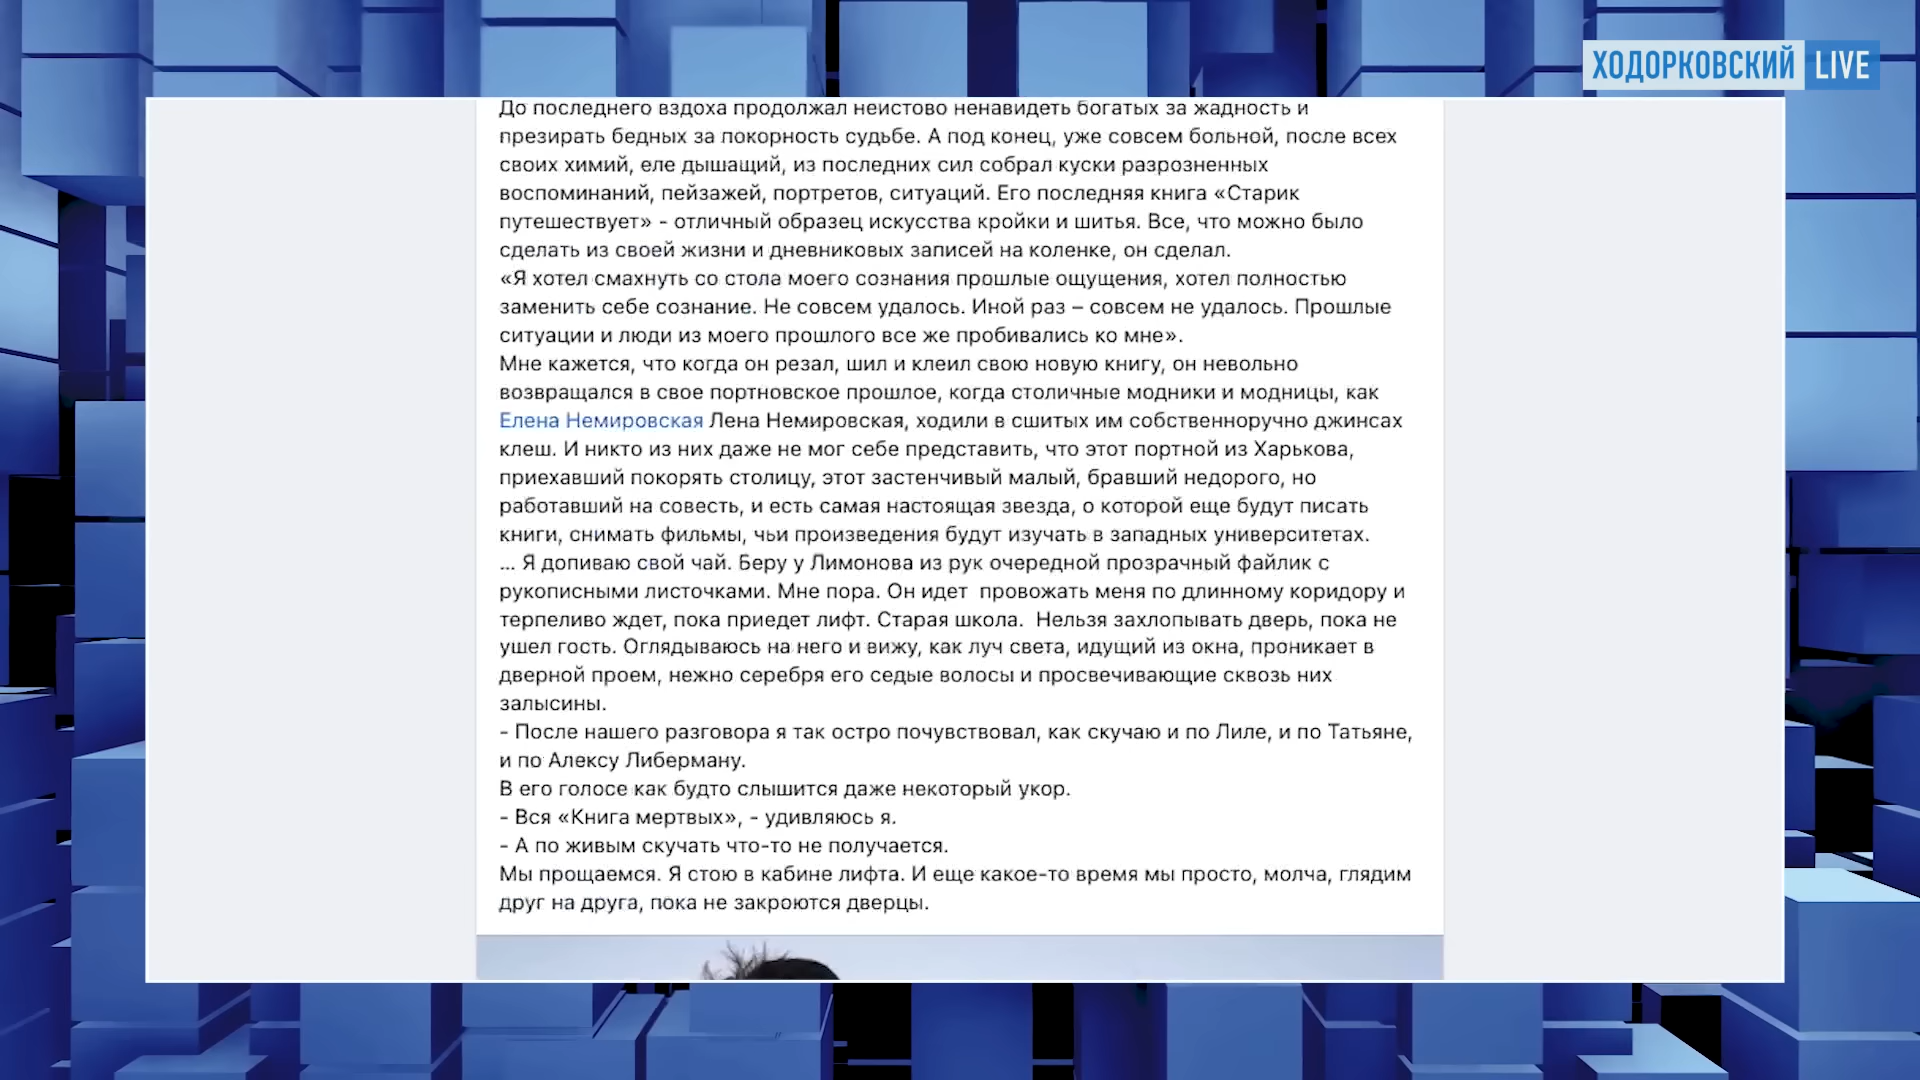 ХОДОРКОВСКИЙ LIVE
До последнего вздоха продолжал неистово ненавидеть богатых за жадность и
презирать бедных за покорность судьбе. А под конец, уже совсем больной, после всех
своих химий, еле дышащий, из последних сил собрал куски разрозненных
воспоминаний, пейзажей, портретов, ситуаций. Его последняя книга «Старик
путешествует» - отличный образец искусства кройки и шитья. Все, что можно было
сделать из своей жизни и дневниковых записей на коленке, он сделал.
«Я хотел смахнуть со стола моего сознания прошлые ощущения, хотел полностью
заменить себе сознание. Не совсем удалось. Иной раз – совсем не удалось. Прошлые
ситуации и люди из моего прошлого все же пробивались ко мне».
Мне кажется, что когда он резал, шил и клеил свою новую книгу, он невольно
возвращался в свое портновское прошлое, когда столичные модники и модницы, как
Елена Немировская Лена Немировская, ходили в сшитых им собственноручно джинсах
клеш. И никто из них даже не мог себе представить, что этот портной из Харькова,
приехавший покорять столицу, этот застенчивый малый, бравший недорого, но
работавший на совесть, и есть самая настоящая звезда, о которой еще будут писать
книги, снимать фильмы, чьи произведения будут изучать в западных университетах.
... Я допиваю свой чай. Беру у Лимонова из рук очередной прозрачный файлик с
рукописными листочками. Мне пора. Он идет  провожать меня по длинному коридору и
терпеливо ждет, пока приедет лифт. Старая школа.  Нельзя захлопывать дверь, пока не
ушел гость. Оглядываюсь на него и вижу, как луч света, идущий из окна, проникает в
дверной проем, нежно серебря его седые волосы и просвечивающие сквозь них
залысины.
- После нашего разговора я так остро почувствовал, как скучаю и по Лиле, и по Татьяне,
и по Алексу Либерману.
В его голосе как будто слышится даже некоторый укор.
- Вся «Книга мертвых», - удивляюсь я.
- А по живым скучать что-то не получается.
Мы прощаемся. Я стою в кабине лифта. И еще какое-то время мы просто, молча, глядим
друг на друга, пока не закроются дверцы.